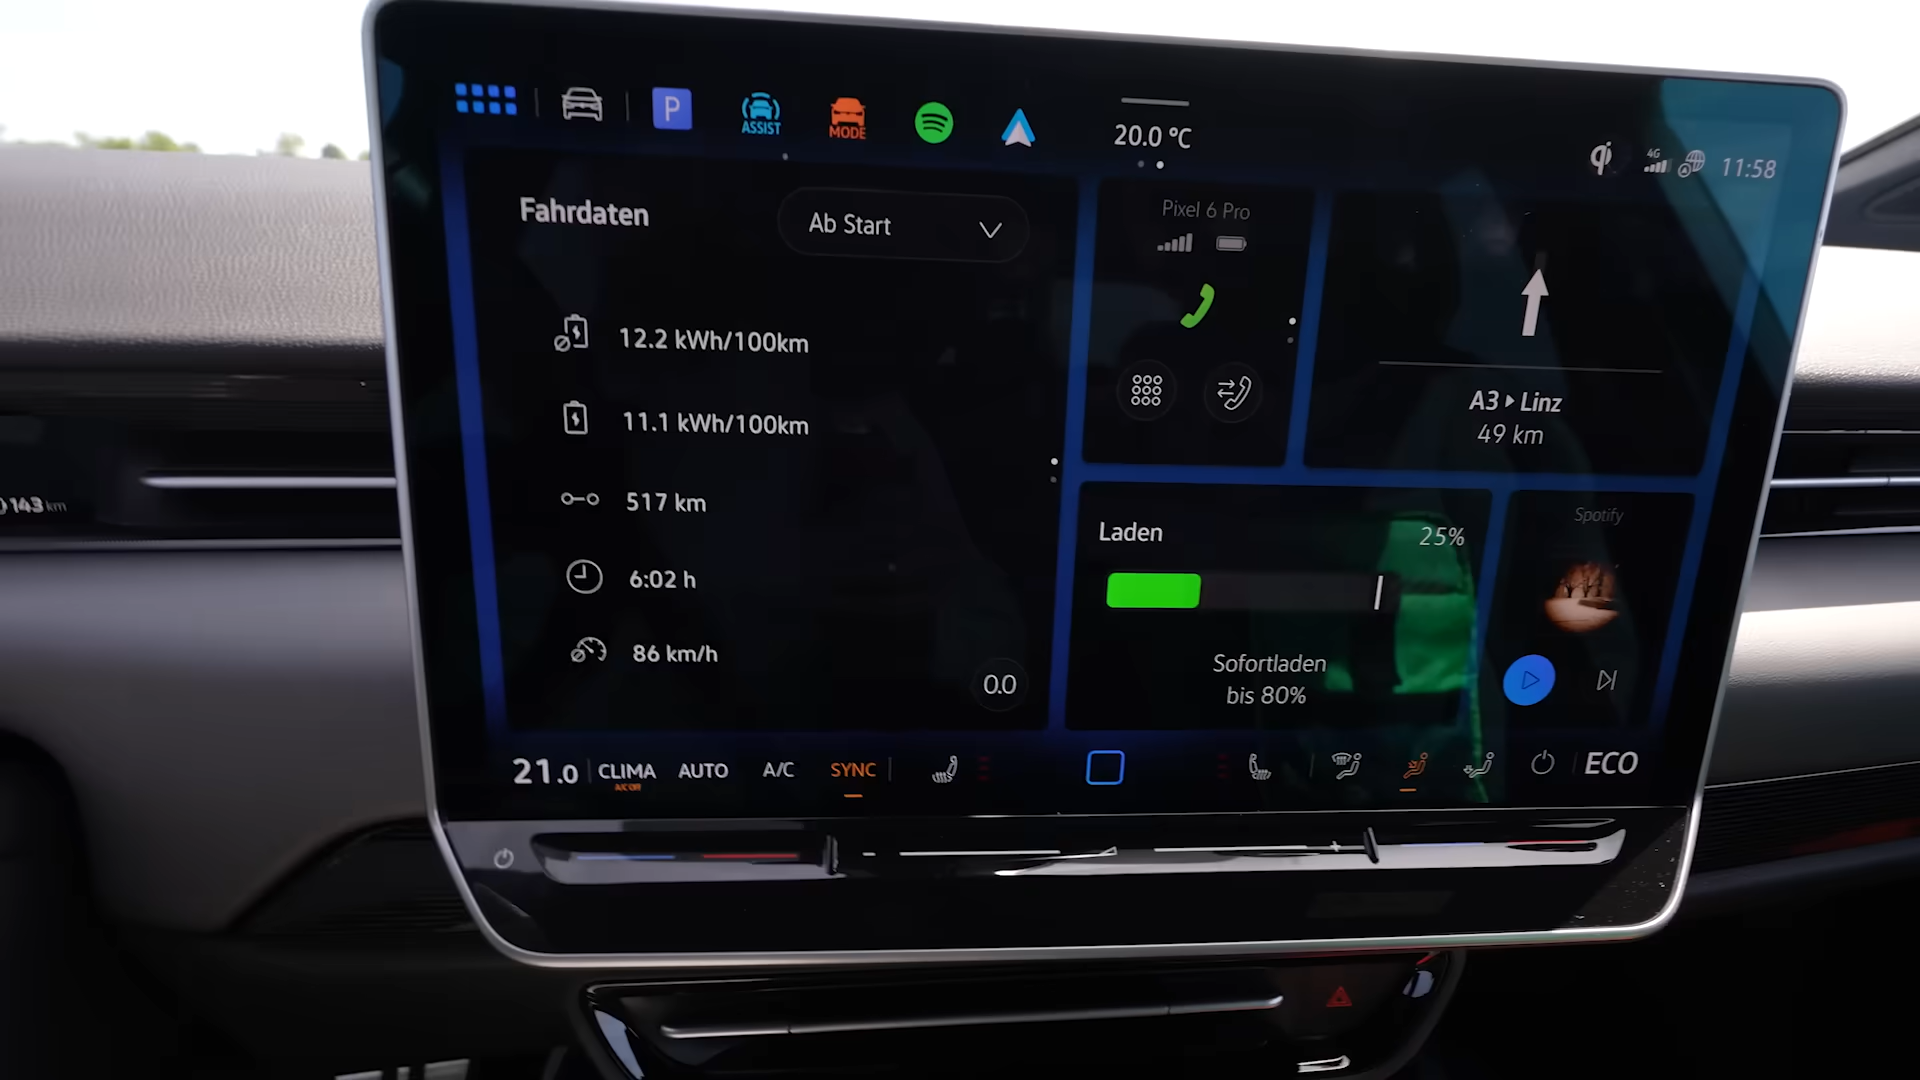 P
ASSIST
MODE
20.0 °C
4G
11:58
Fahrdaten
Ab Start
12.2 kWh/100km
11.1 kWh/100km
517 km
6:02 h
86 km/h
0.0
Pixel 6 Pro
A3 ▸ Linz
49 km
Laden
25%
Sofortladen
bis 80%
Spotify
143 km
21.0
CLIMA
A/C OFF
AUTO
A/C
SYNC
ECO